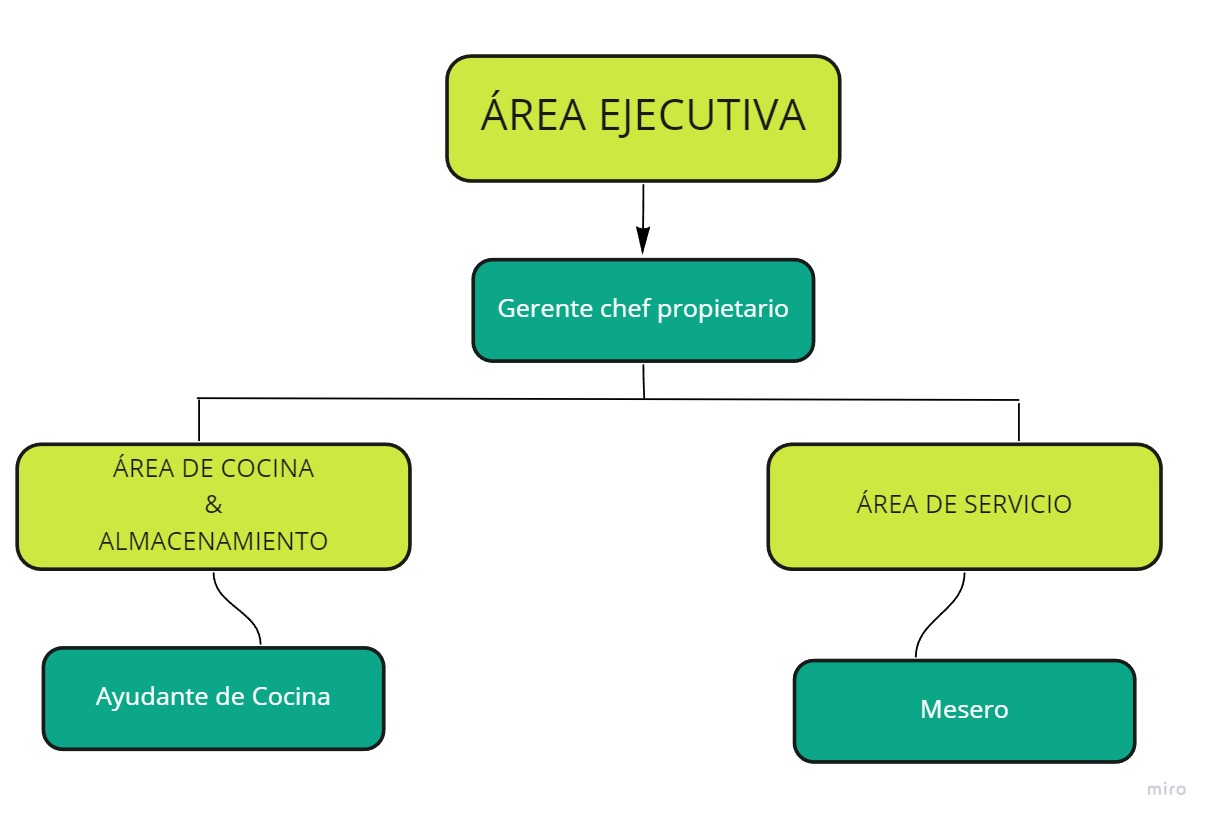 ÁREA EJECUTIVA
Gerente chef propietario
ÁREA DE COCINA
&
ALMACENAMIENTO
ÁREA DE SERVICIO
Ayudante de Cocina
Mesero
miro